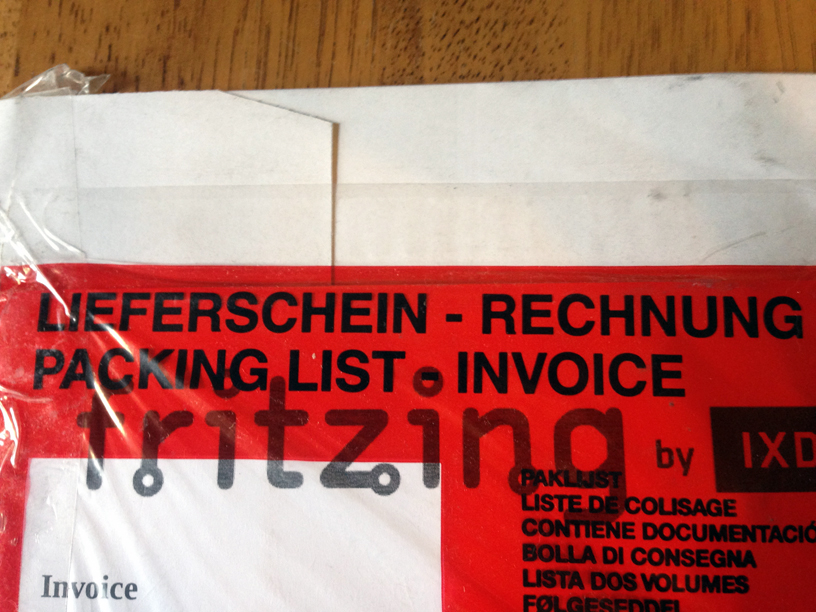 LIEFERSCHEIN - RECHNUNG
PACKING LIST - INVOICE
fritzing by IXD
PAKLIJST
LISTE DE COLISAGE
CONTIENE DOCUMENTACIÓ
BOLLA DI CONSEGNA
LISTA DOS VOLUMES
FØLGESEDDEL
Invoice